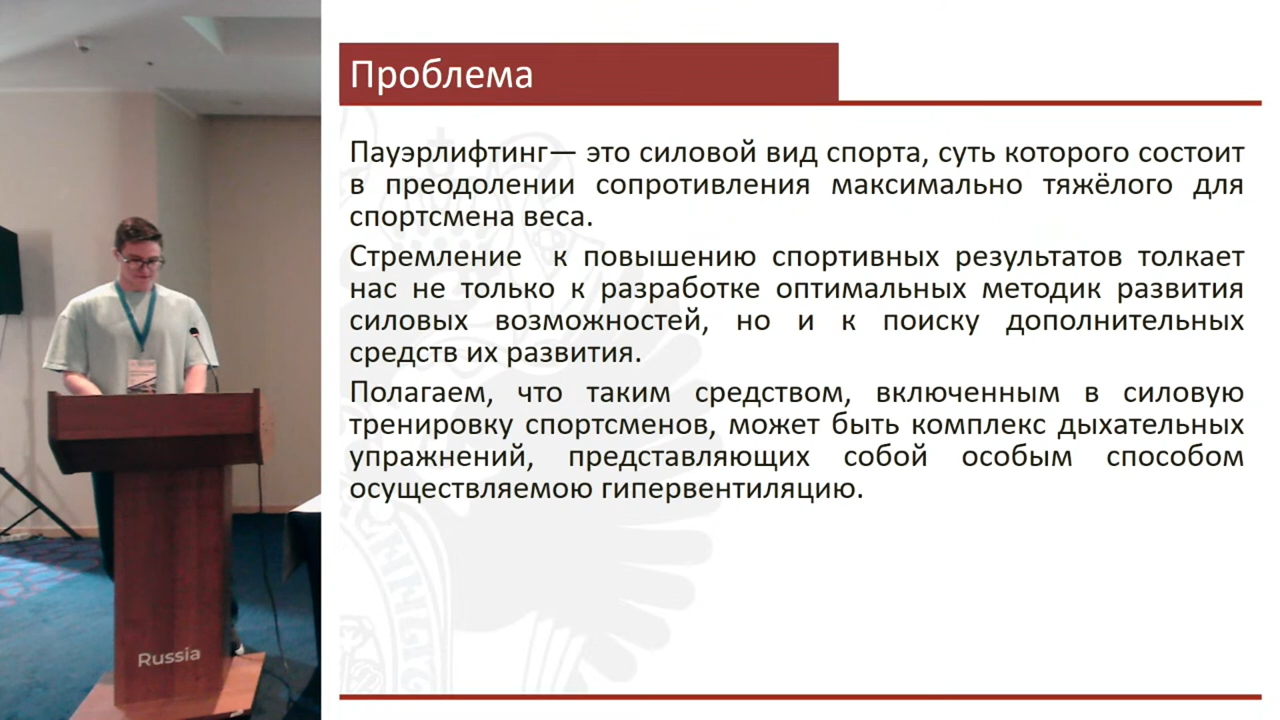 Проблема
Пауэрлифтинг— это силовой вид спорта, суть которого состоит
в преодолении сопротивления максимально тяжёлого для
спортсмена веса.
Стремление к повышению спортивных результатов толкает
нас не только к разработке оптимальных методик развития
силовых возможностей, но и к поиску дополнительных
средств их развития.
Полагаем, что таким средством, включенным в силовую
тренировку спортсменов, может быть комплекс дыхательных
упражнений, представляющих собой особым способом
осуществляемою гипервентиляцию.
Russia